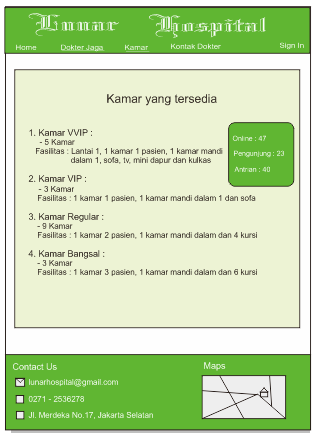 Lunar Hospital
Home Dokter Jaga Kamar Kontak Dokter Sign In
Kamar yang tersedia
1. Kamar VVIP :
- 5 Kamar
Fasilitas : Lantai 1, 1 kamar 1 pasien, 1 kamar mandi
dalam 1, sofa, tv, mini dapur dan kulkas
Online : 47
Pengunjung : 23
Antrian : 40
2. Kamar VIP :
- 3 Kamar
Fasilitas : 1 kamar 1 pasien, 1 kamar mandi dalam 1 dan sofa
3. Kamar Regular :
- 9 Kamar
Fasilitas : 1 kamar 2 pasien, 1 kamar mandi dalam dan 4 kursi
4. Kamar Bangsal :
- 3 Kamar
Fasilitas : 1 kamar 3 pasien, 1 kamar mandi dalam dan 6 kursi
Contact Us
lunarhospital@gmail.com
0271 - 2536278
Jl. Merdeka No.17, Jakarta Selatan
Maps